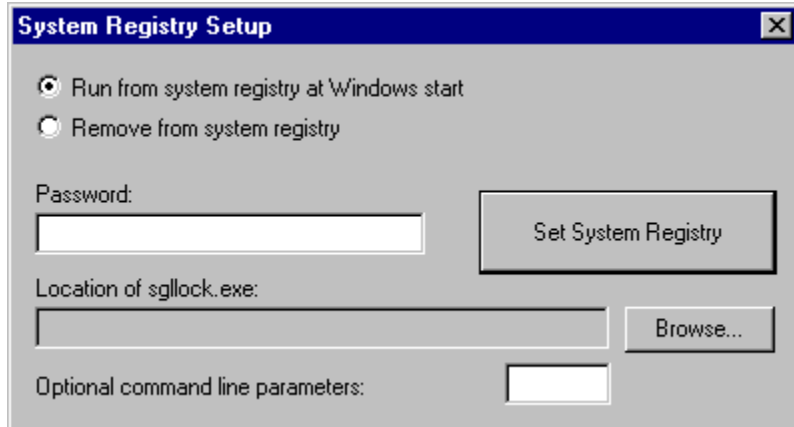 System Registry Setup
Run from system registry at Windows start
Remove from system registry
Password:
Set System Registry
Location of sgllock.exe:
Browse...
Optional command line parameters: